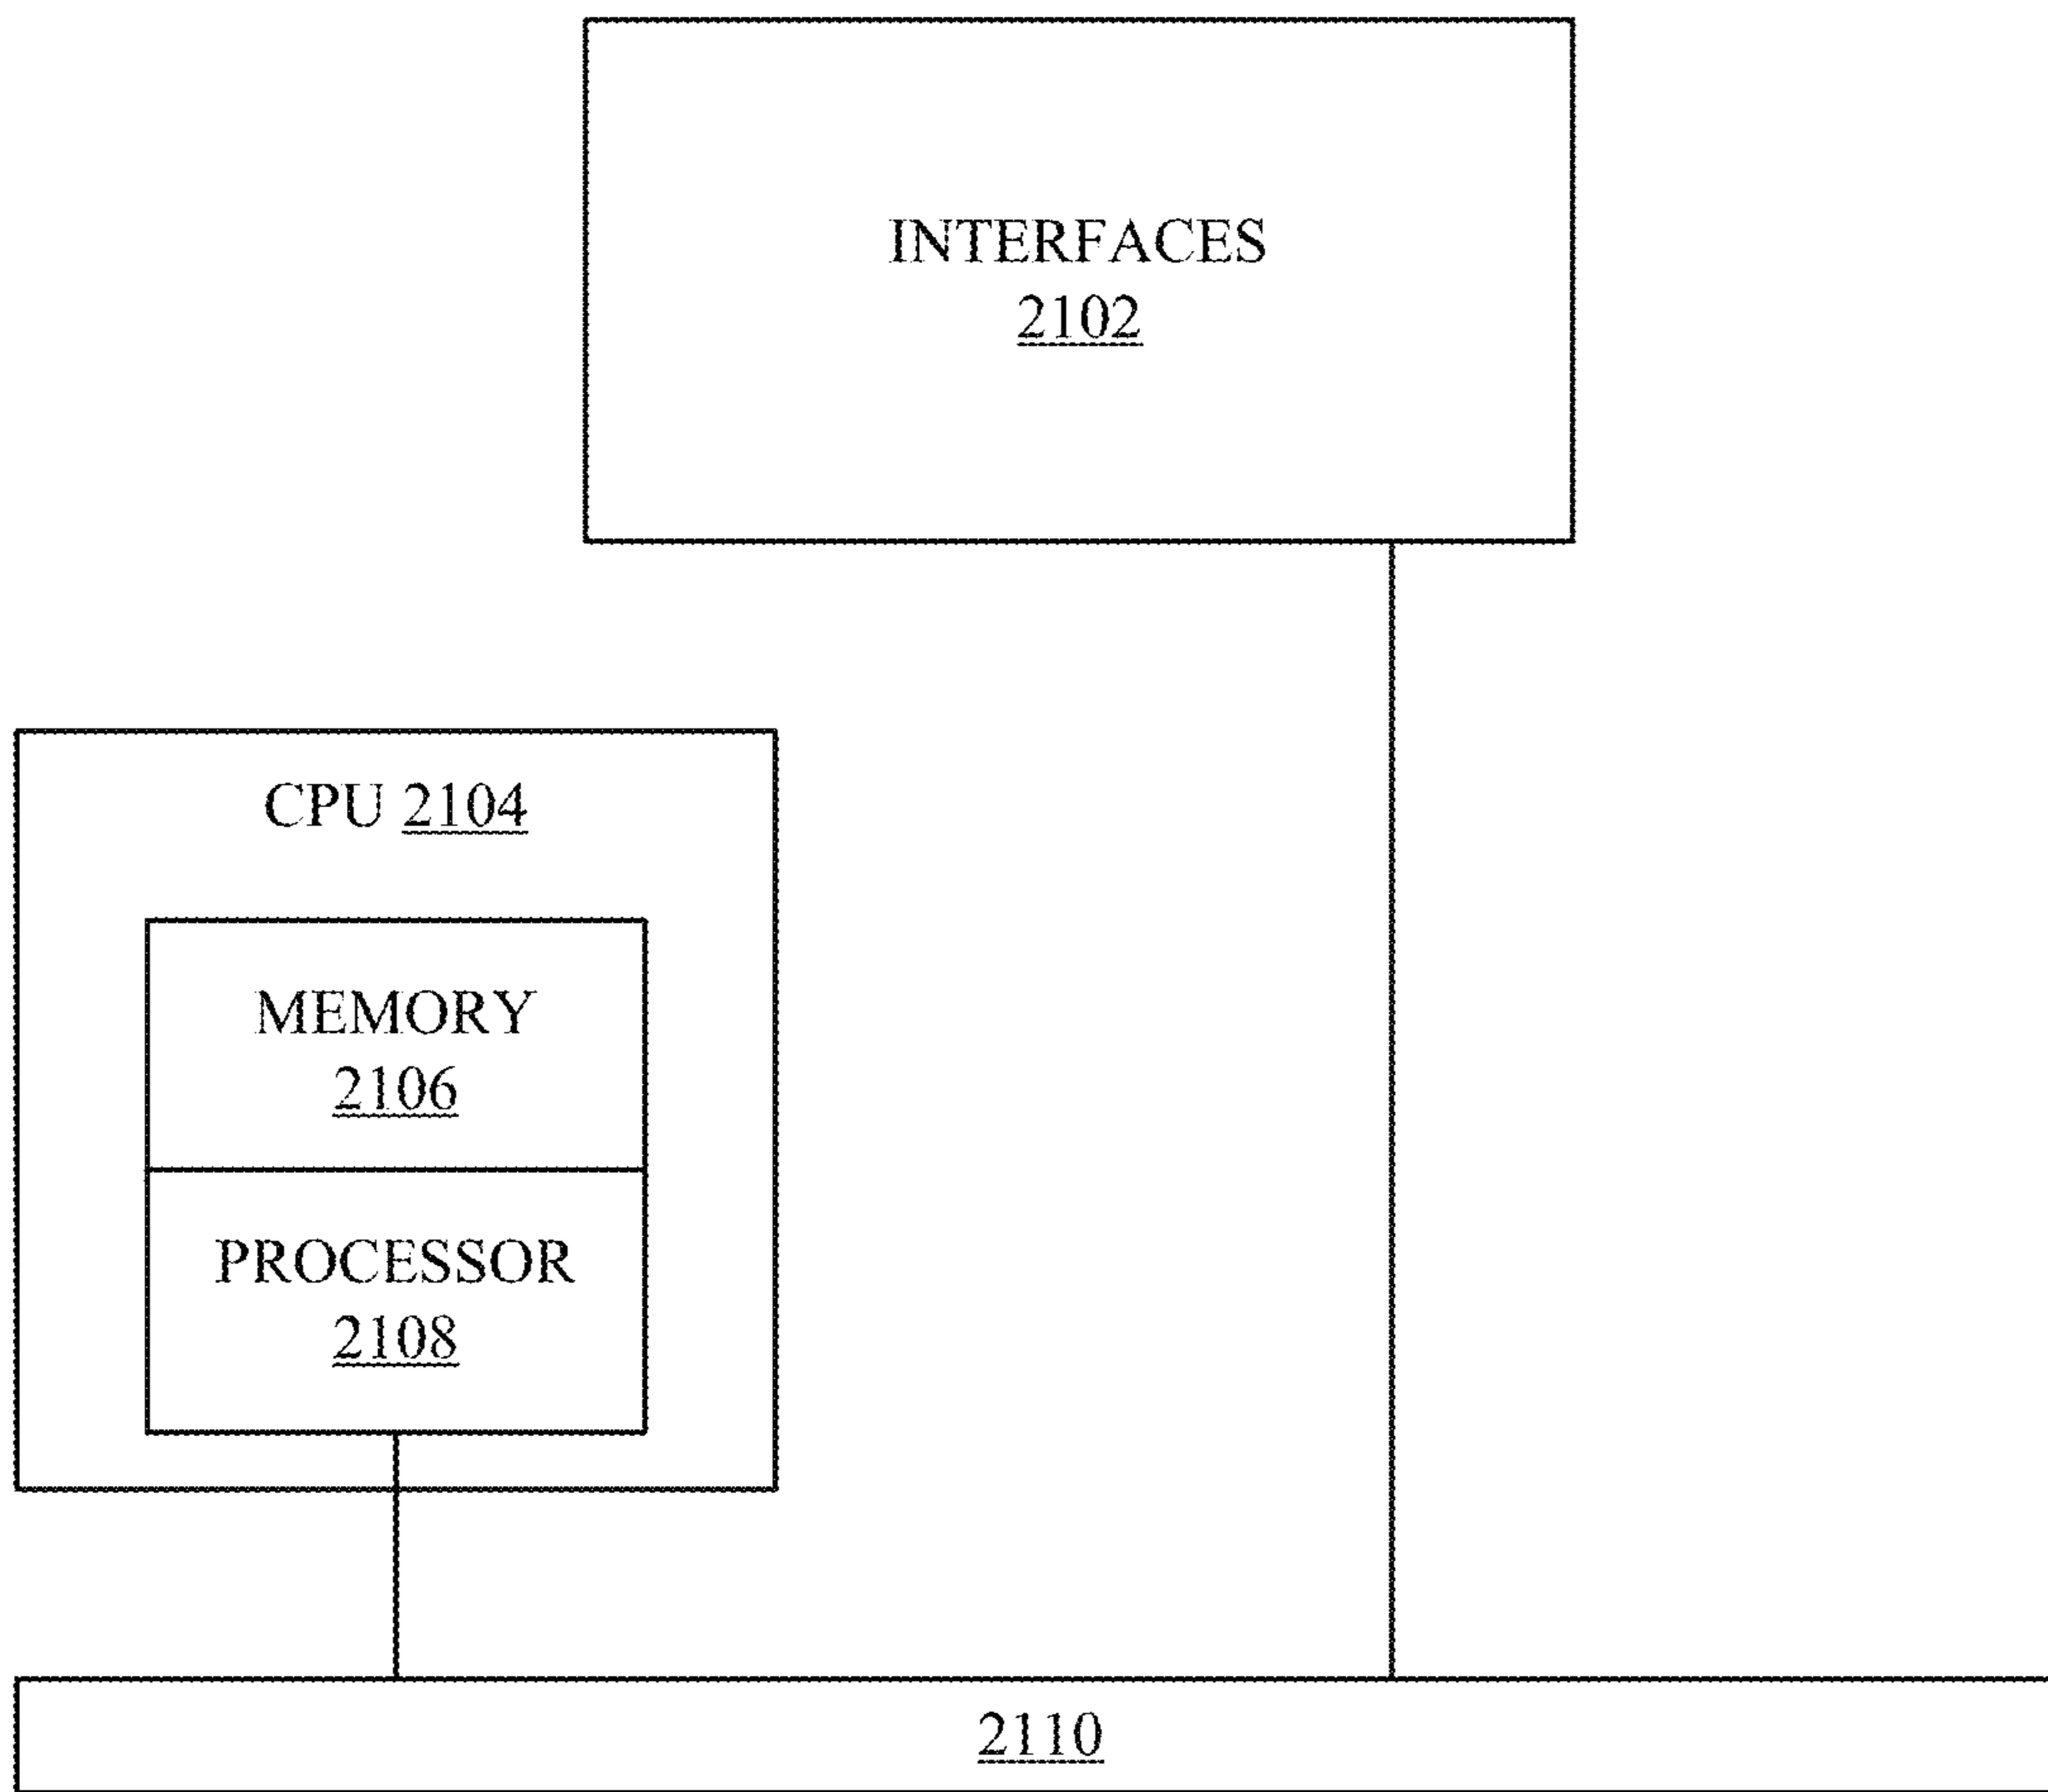 INTERFACES
2102
CPU 2104
MEMORY
2106
PROCESSOR
2108
2110